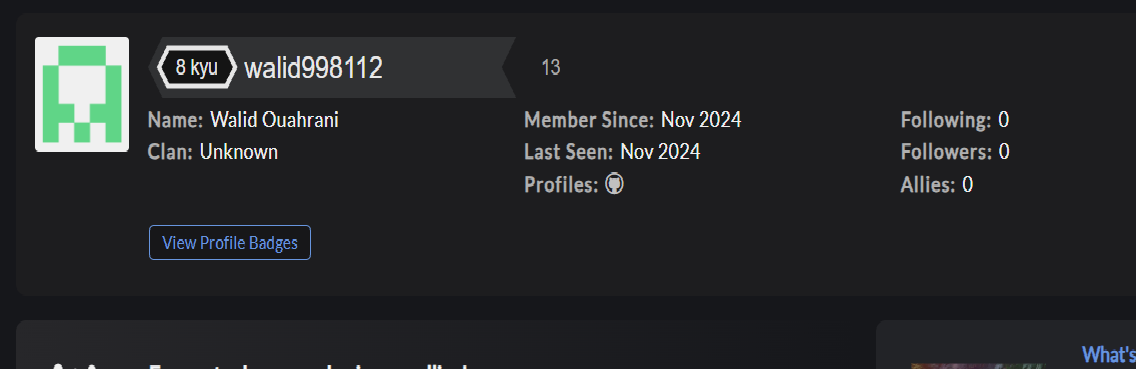 8 kyu walid998112 13
Name: Walid Ouahrani Member Since: Nov 2024 Following: 0
Clan: Unknown Last Seen: Nov 2024 Followers: 0
Profiles: Allies: 0
View Profile Badges
What's